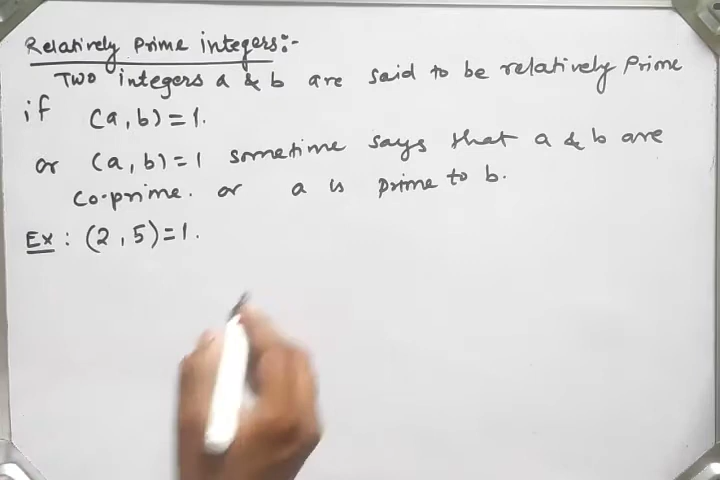 Relatively Prime integers:-
Two integers a & b are said to be relatively Prime
if (a, b) = 1.
or (a, b) = 1 sometime says that a & b are
co-prime. or a is prime to b.
Ex : (2, 5) = 1.